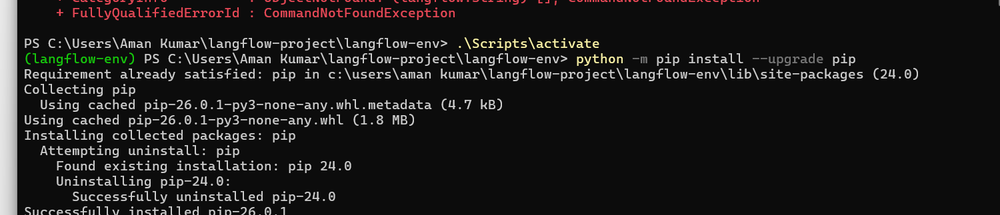 + CategoryInfo : ObjectNotFound: (langflow:String) [], CommandNotFoundException
+ FullyQualifiedErrorId : CommandNotFoundException
PS C:\Users\Aman Kumar\langflow-project\langflow-env> .\Scripts\activate
(langflow-env) PS C:\Users\Aman Kumar\langflow-project\langflow-env> python -m pip install --upgrade pip
Requirement already satisfied: pip in c:\users\aman kumar\langflow-project\langflow-env\lib\site-packages (24.0)
Collecting pip
Using cached pip-26.0.1-py3-none-any.whl.metadata (4.7 kB)
Using cached pip-26.0.1-py3-none-any.whl (1.8 MB)
Installing collected packages: pip
Attempting uninstall: pip
Found existing installation: pip 24.0
Uninstalling pip-24.0:
Successfully uninstalled pip-24.0
Successfully installed pip-26.0.1